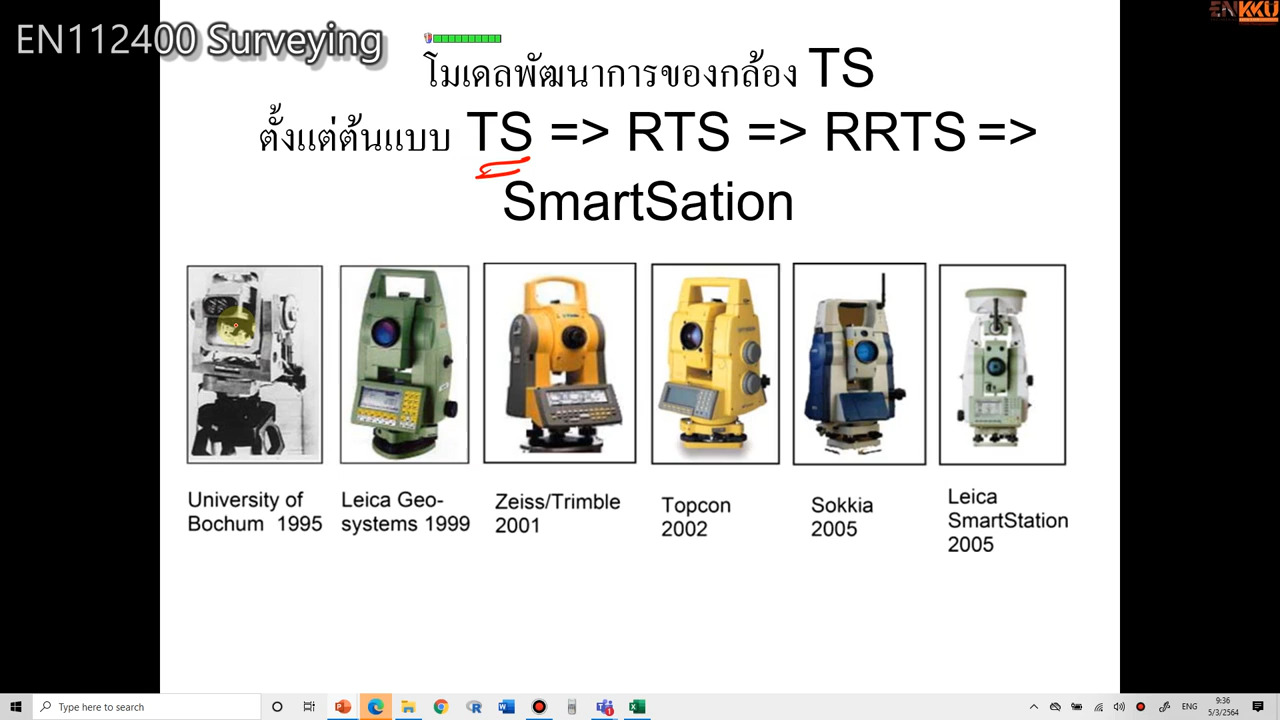 EN112400 Surveying
ENKKU
โมเดลพัฒนาการของกล้อง TS
ตั้งแต่ต้นแบบ TS => RTS => RRTS =>
SmartSation
University of
Bochum 1995
Leica Geo-
systems 1999
Zeiss/Trimble
2001
Topcon
2002
Sokkia
2005
Leica
SmartStation
2005
Type here to search
ENG
9:36
5/3/2564